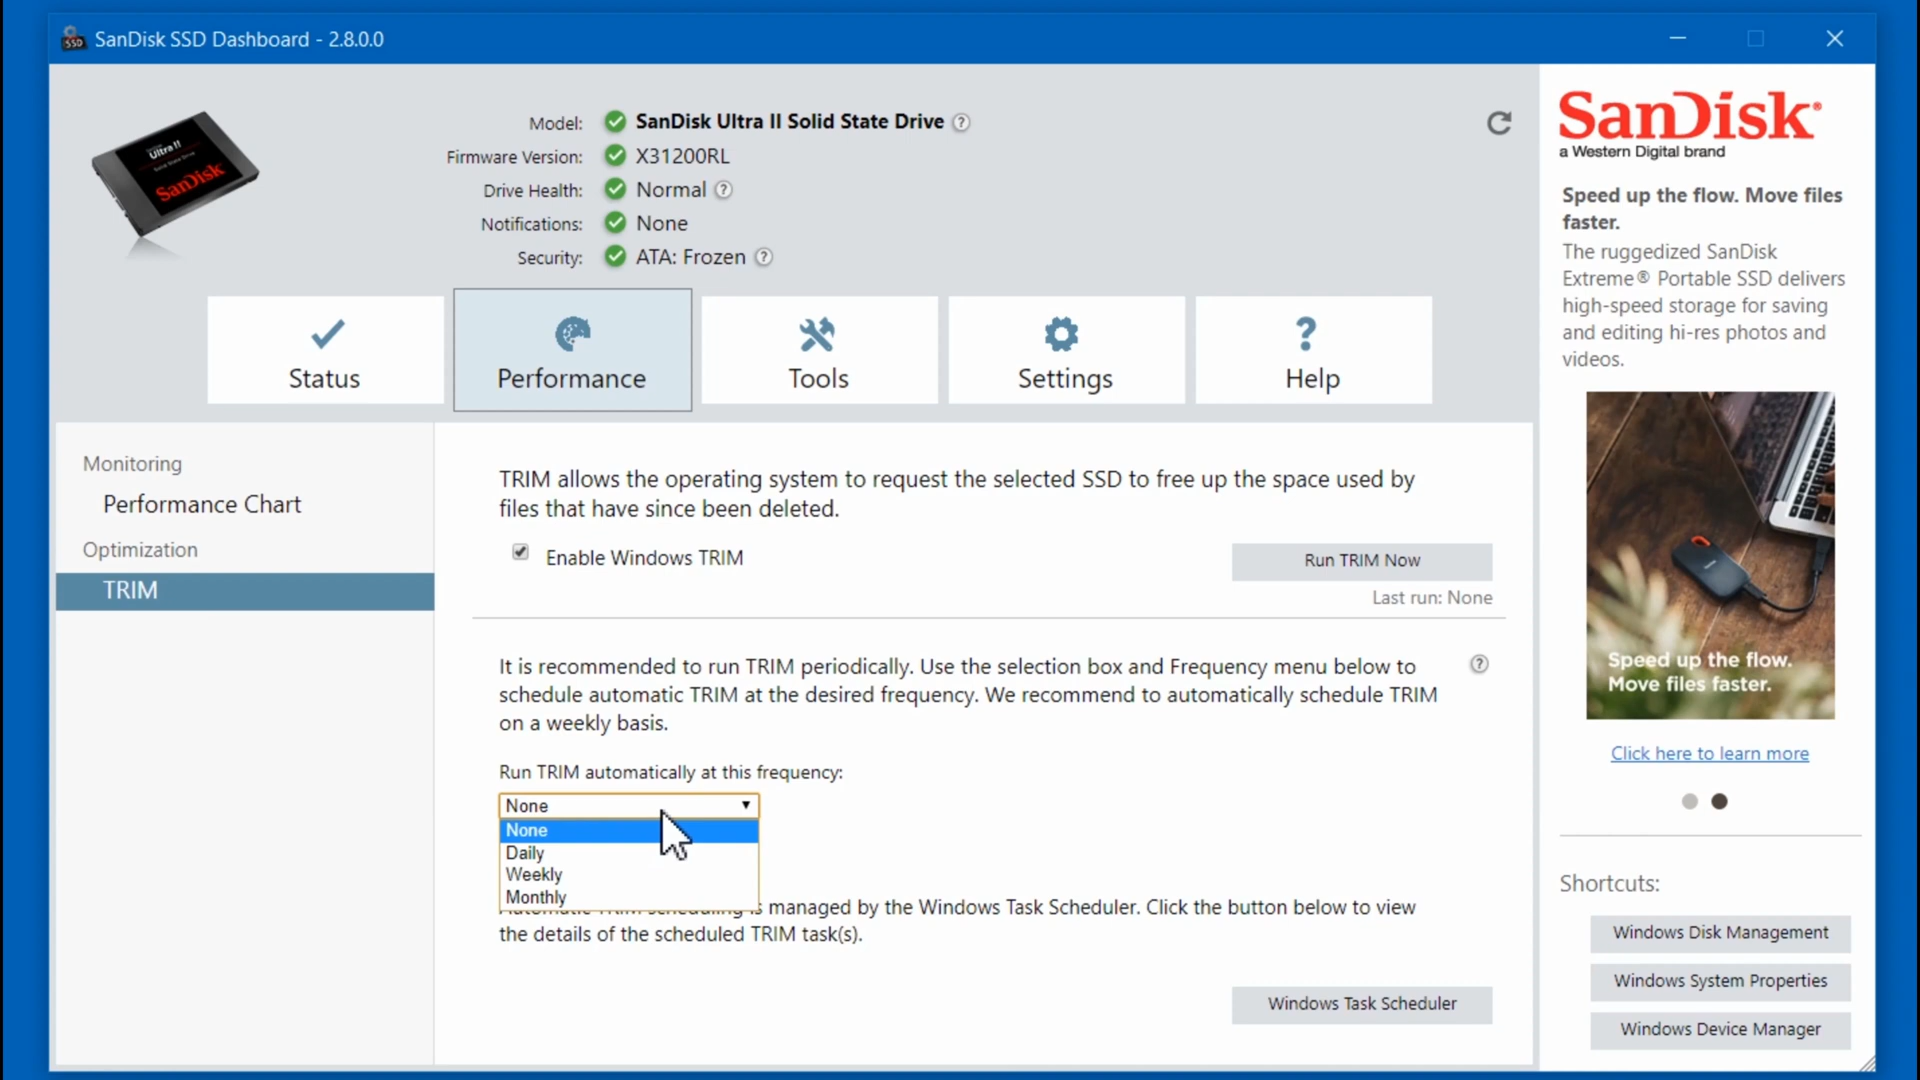 SanDisk SSD Dashboard - 2.8.0.0
Ultra II
SanDisk
Model: SanDisk Ultra II Solid State Drive ?
Firmware Version: X31200RL
Drive Health: Normal ?
Notifications: None
Security: ATA: Frozen ?
Status
Performance
Tools
Settings
Help
Monitoring
Performance Chart
Optimization
TRIM
TRIM allows the operating system to request the selected SSD to free up the space used by
files that have since been deleted.
Enable Windows TRIM
Run TRIM Now
Last run: None
It is recommended to run TRIM periodically. Use the selection box and Frequency menu below to ?
schedule automatic TRIM at the desired frequency. We recommend to automatically schedule TRIM
on a weekly basis.
Run TRIM automatically at this frequency:
None
None
Daily
Weekly
Monthly
managed by the Windows Task Scheduler. Click the button below to view
the details of the scheduled TRIM task(s).
Windows Task Scheduler
SanDisk®
a Western Digital brand
Speed up the flow. Move files
faster.
The ruggedized SanDisk
Extreme® Portable SSD delivers
high-speed storage for saving
and editing hi-res photos and
videos.
Speed up the flow.
Move files faster.
Click here to learn more
Shortcuts:
Windows Disk Management
Windows System Properties
Windows Device Manager